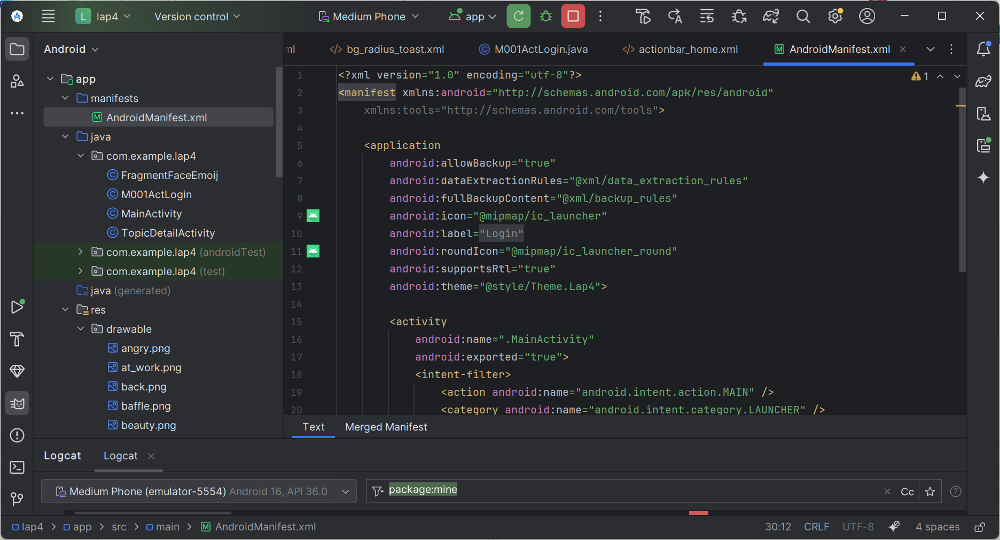 L lap4 Version control Medium Phone app
Android
ml bg_radius_toast.xml M001ActLogin.java actionbar_home.xml AndroidManifest.xml
app
manifests
AndroidManifest.xml
java
com.example.lap4
FragmentFaceEmoij
M001ActLogin
MainActivity
TopicDetailActivity
com.example.lap4 (androidTest)
com.example.lap4 (test)
java (generated)
res
drawable
angry.png
at_work.png
back.png
baffle.png
beauty.png
1 <?xml version="1.0" encoding="utf-8"?>
2 <manifest xmlns:android="http://schemas.android.com/apk/res/android"
3 xmlns:tools="http://schemas.android.com/tools">
4
5 <application
6 android:allowBackup="true"
7 android:dataExtractionRules="@xml/data_extraction_rules"
8 android:fullBackupContent="@xml/backup_rules"
9 android:icon="@mipmap/ic_launcher"
10 android:label="Login"
11 android:roundIcon="@mipmap/ic_launcher_round"
12 android:supportsRtl="true"
13 android:theme="@style/Theme.Lap4">
14
15 <activity
16 android:name=".MainActivity"
17 android:exported="true">
18 <intent-filter>
19 <action android:name="android.intent.action.MAIN" />
20 <category android:name="android.intent.category.LAUNCHER" />
1
Text Merged Manifest
Logcat Logcat
Medium Phone (emulator-5554) Android 16, API 36.0 package:mine Cc
lap4 > app > src > main > AndroidManifest.xml 30:12 CRLF UTF-8 4 spaces